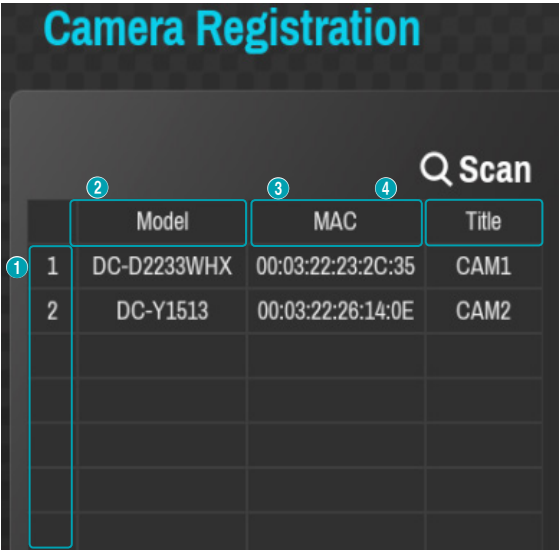 Camera Registration
Scan
2 3 4
Model MAC Title
1 1 DC-D2233WHX 00:03:22:23:2C:35 CAM1
2 DC-Y1513 00:03:22:26:14:0E CAM2